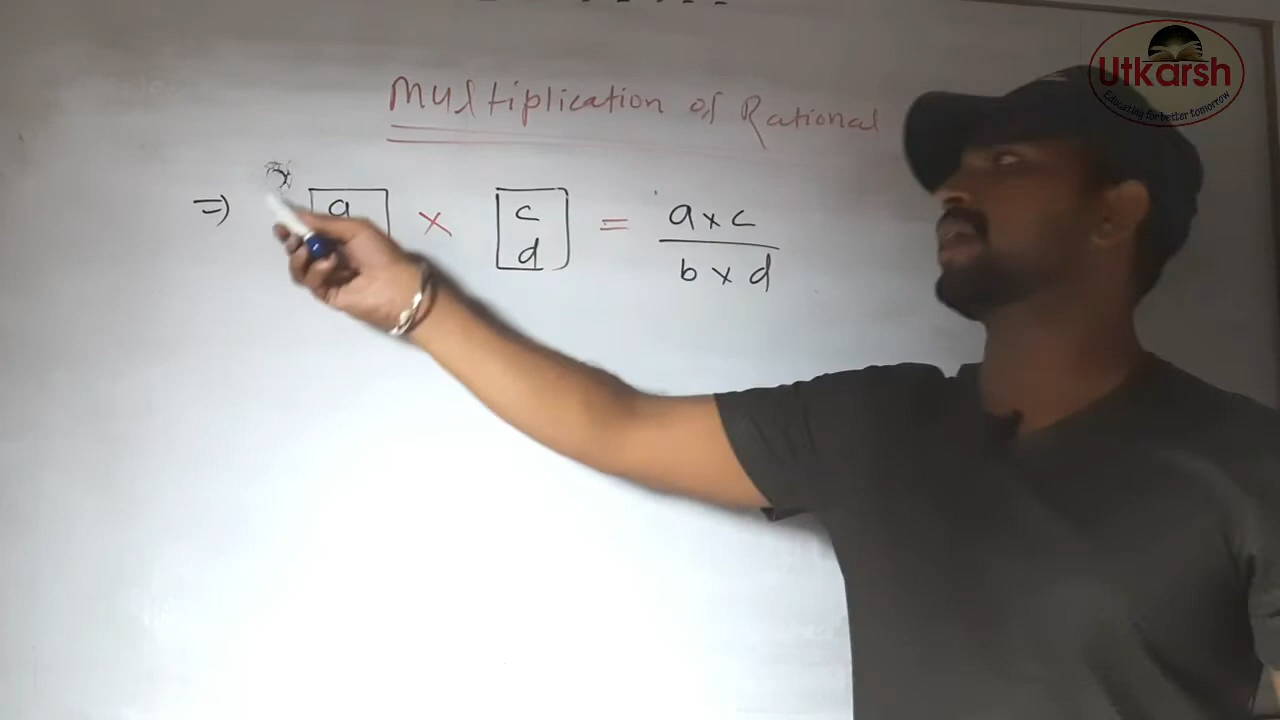 Utkarsh
Educating for better tomorrow
Multiplication of Rational
⇒ a × c = a x c
d b x d